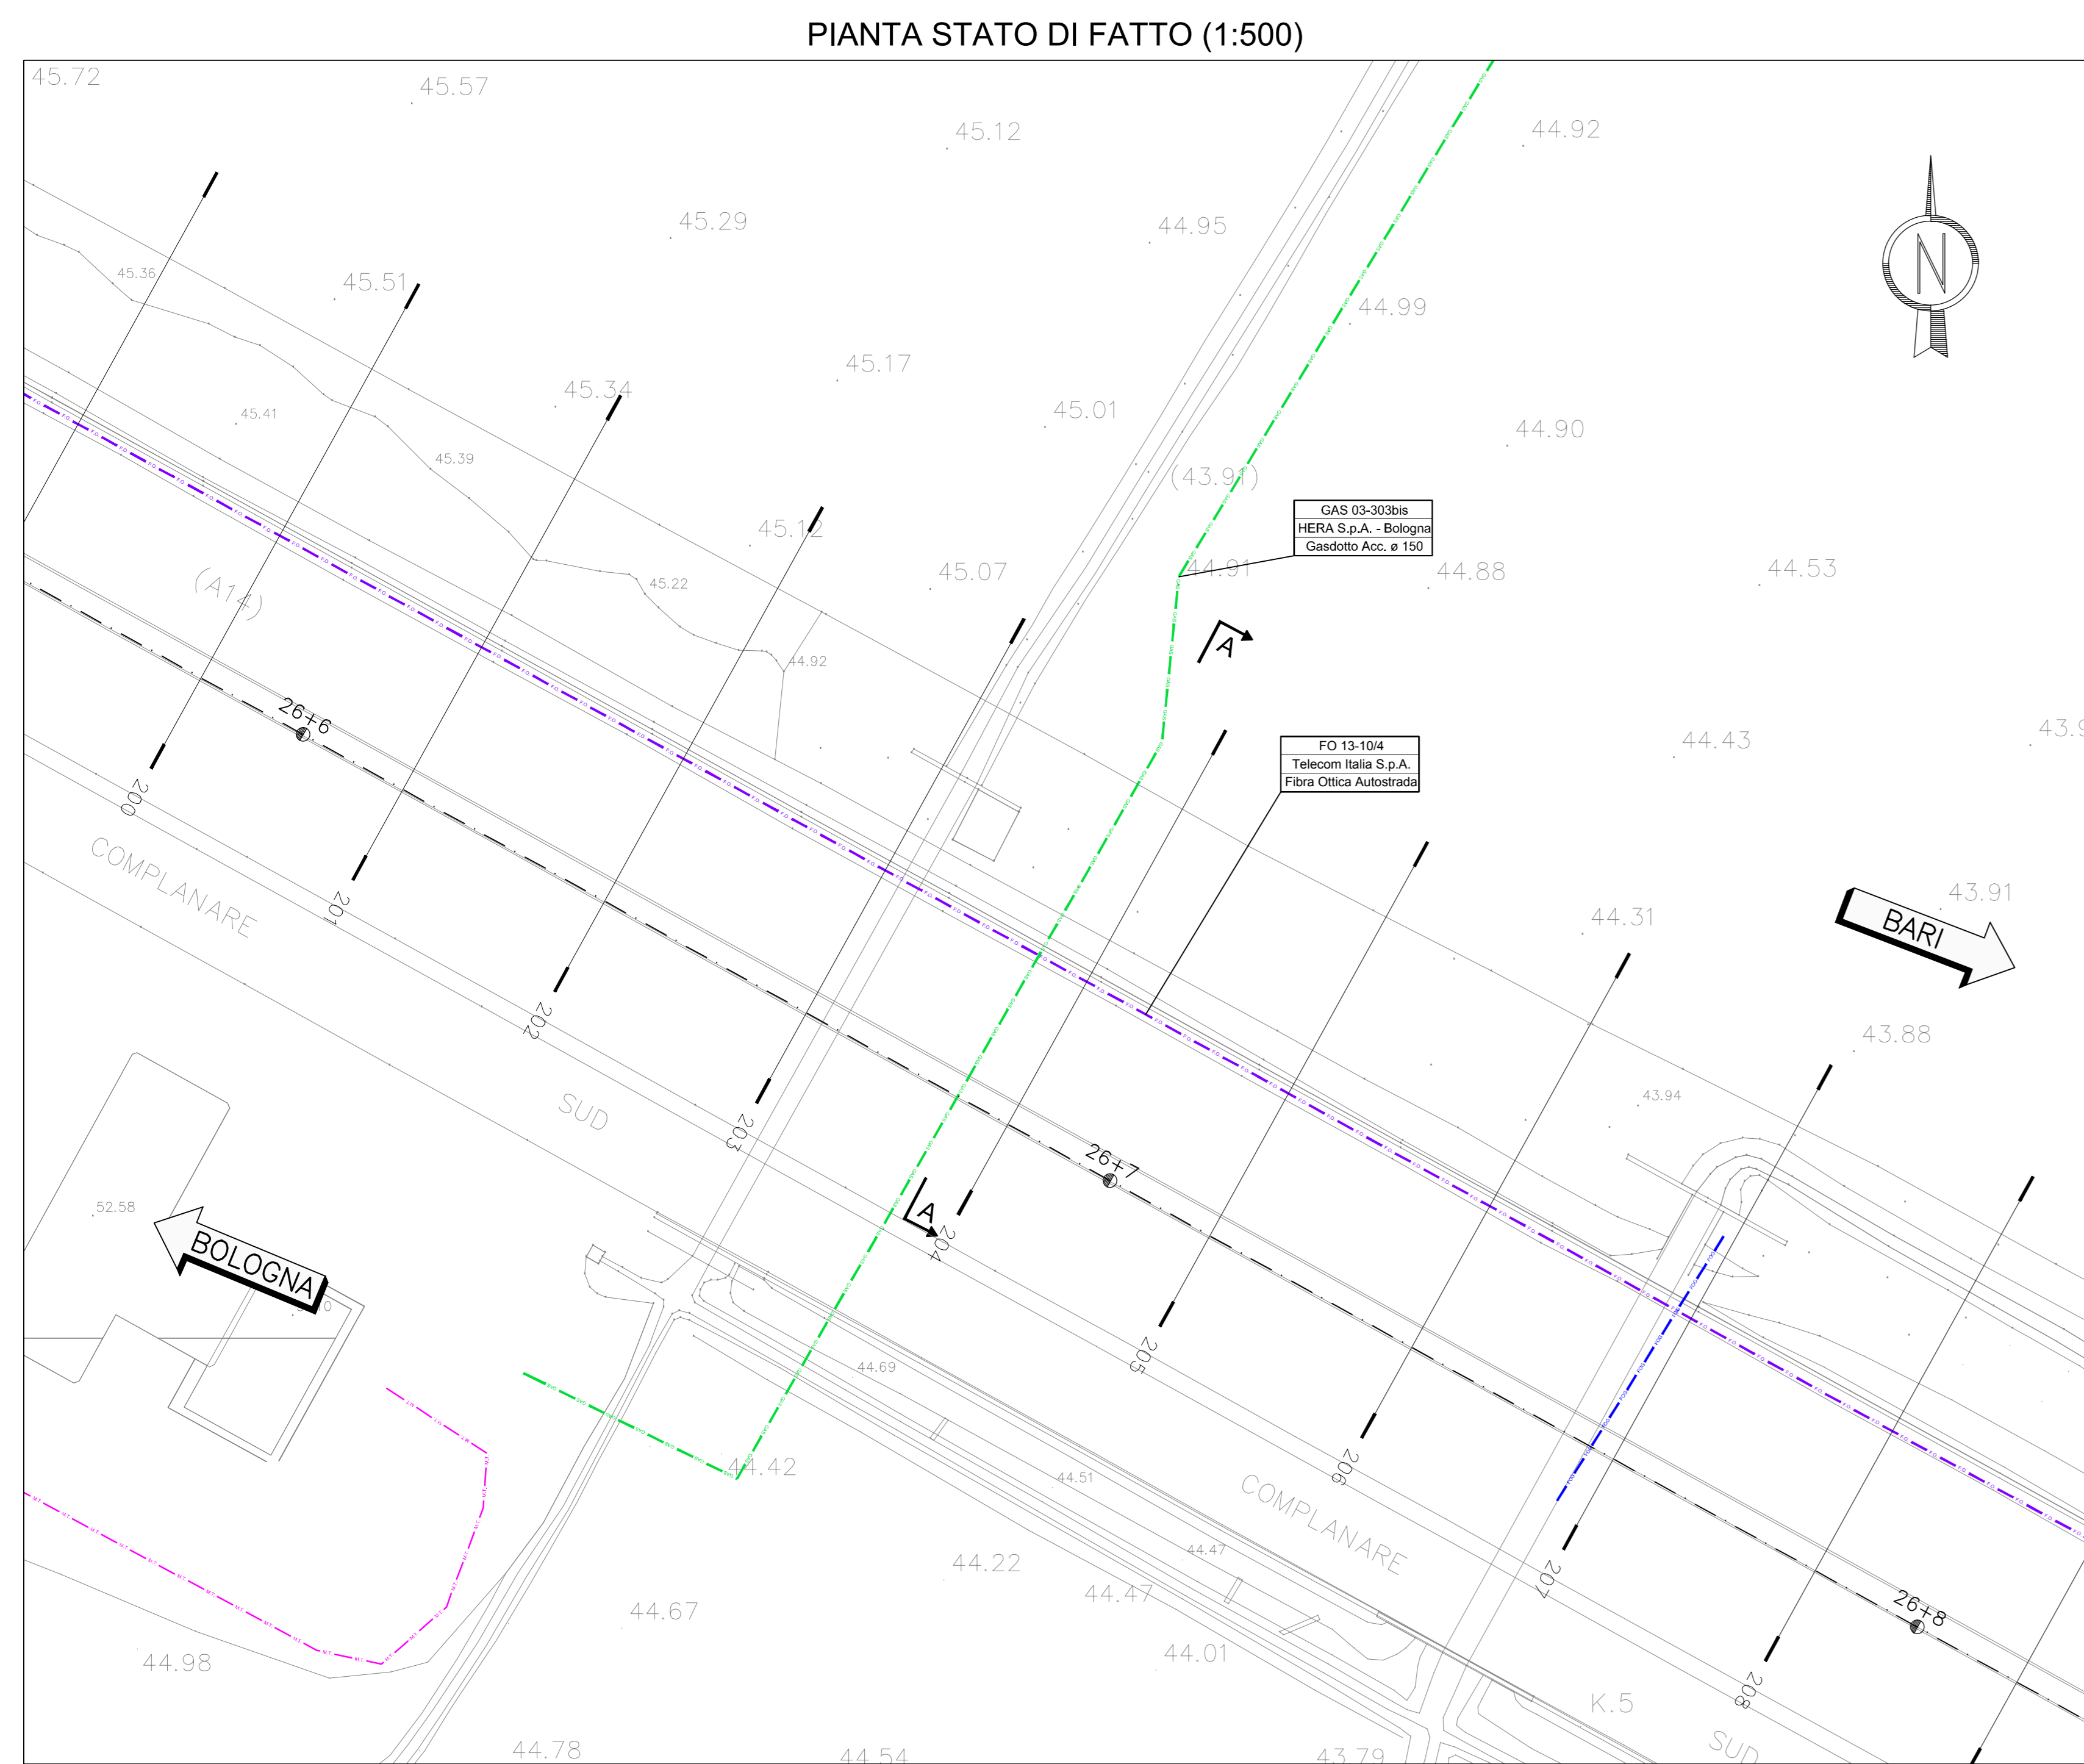 PIANTA STATO DI FATTO (1:500)
45.72
45.57
45.12
44.92
45.29
44.95
N
45.36
45.51
44.99
45.34
45.17
45.01
44.90
45.41
45.39
(43.91)
45.12
GAS 03-303bis
HERA S.p.A. - Bologna
Gasdotto Acc. ø 150
(A14)
45.22
45.07
44.91
44.88
44.53
A
44.92
26+6
44.43
FO 13-10/4
Telecom Italia S.p.A.
Fibra Ottica Autostrada
200
COMPLANARE
201
43.91
BARI
44.31
202
43.88
SUD
203
43.94
26+7
52.58
A
204
BOLOGNA
205
44.69
44.42
206
44.51
COMPLANARE
44.22
44.47
44.47
207
44.67
26+8
44.98
44.01
208
K.5
SUD
44.78
44.54
43.79
GAS
F.O.
FOG
M.T.